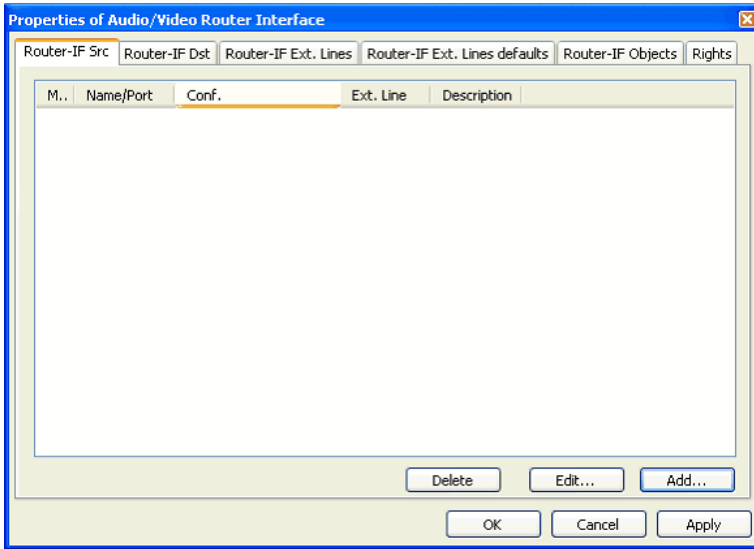 Properties of Audio/Video Router Interface
Router-IF Src Router-IF Dst Router-IF Ext. Lines Router-IF Ext. Lines defaults Router-IF Objects Rights
M.. Name/Port Conf. Ext. Line Description
Delete Edit... Add...
OK Cancel Apply